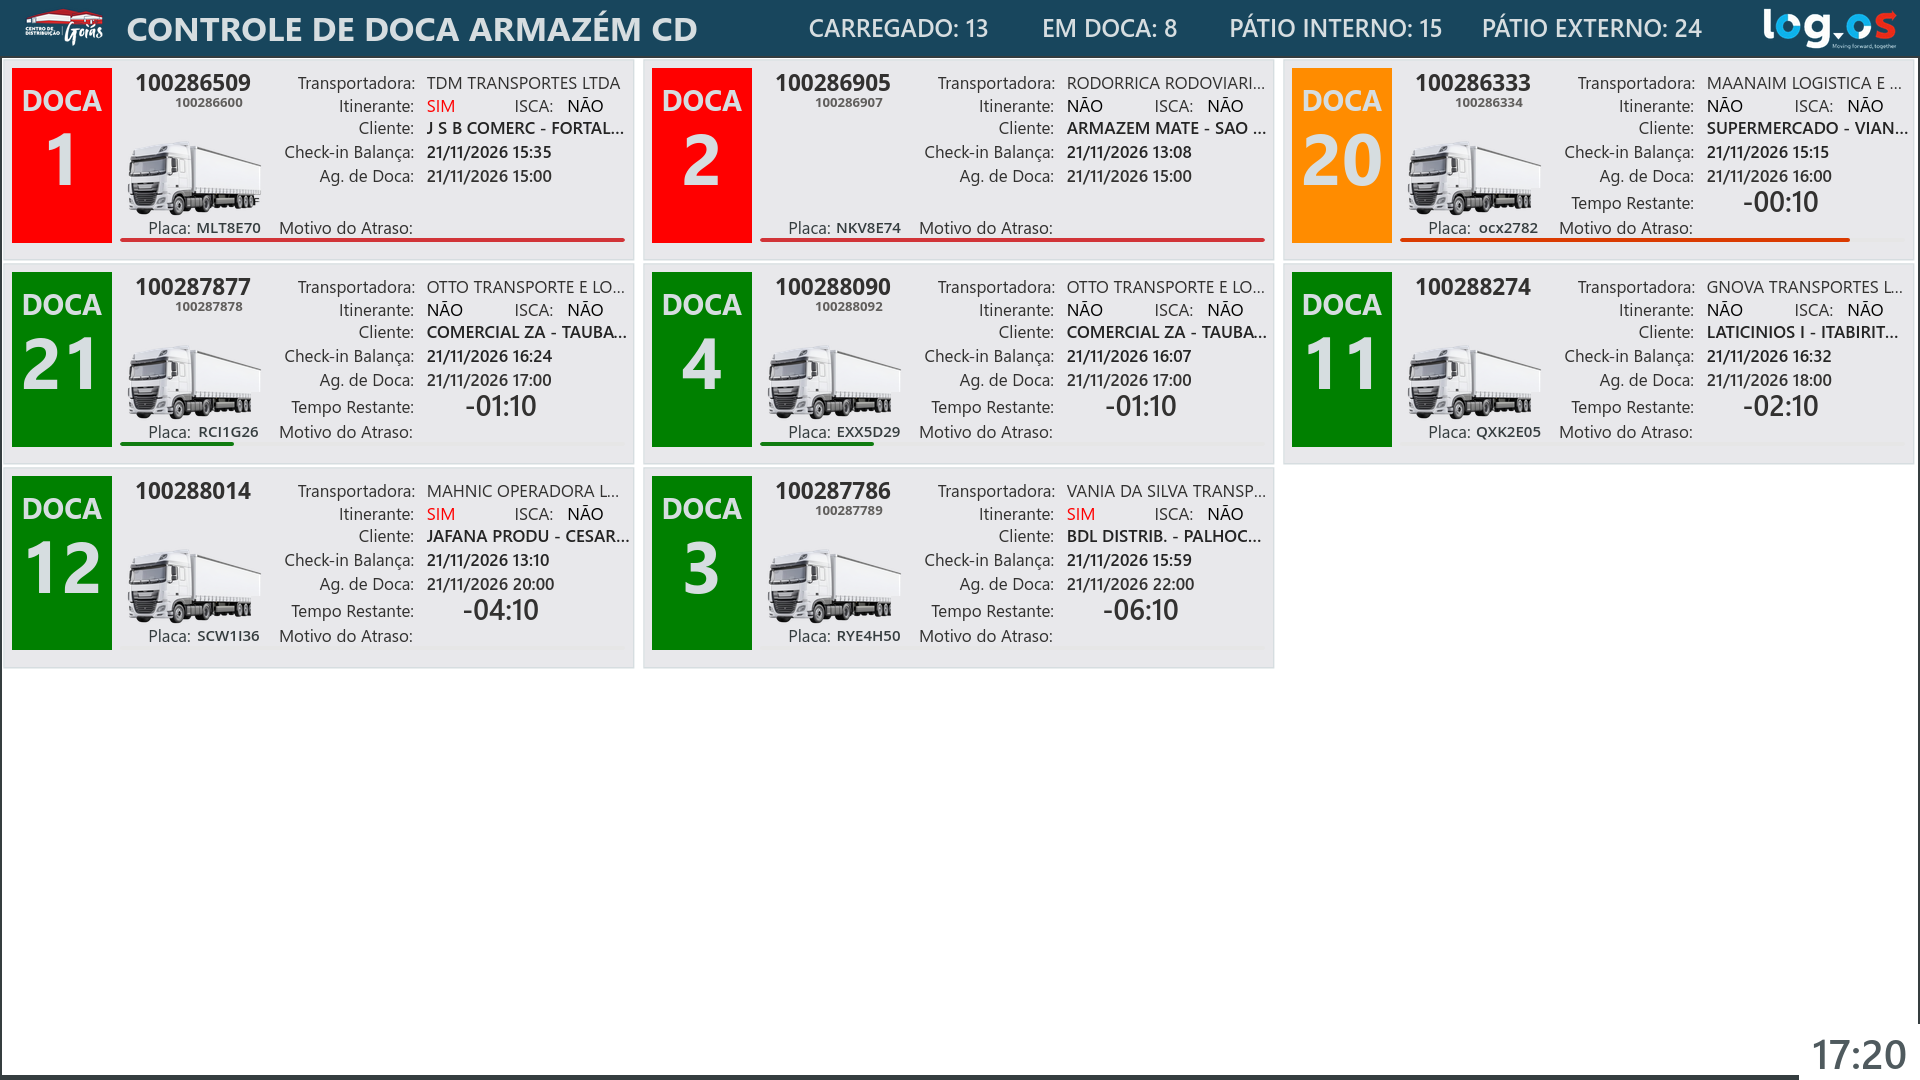 CENTRO DE DISTRIBUIÇÃO Goiás
CONTROLE DE DOCA ARMAZÉM CD
CARREGADO: 13
EM DOCA: 8
PÁTIO INTERNO: 15
PÁTIO EXTERNO: 24
log.os
Moving forward, together
DOCA
1
100286509
100286600
Transportadora: TDM TRANSPORTES LTDA
Itinerante: SIM ISCA: NÃO
Cliente: J S B COMERC - FORTAL...
Check-in Balança: 21/11/2026 15:35
Ag. de Doca: 21/11/2026 15:00
Placa: MLT8E70 Motivo do Atraso:
DOCA
2
100286905
100286907
Transportadora: RODORRICA RODOVIARI...
Itinerante: NÃO ISCA: NÃO
Cliente: ARMAZEM MATE - SAO ...
Check-in Balança: 21/11/2026 13:08
Ag. de Doca: 21/11/2026 15:00
Placa: NKV8E74 Motivo do Atraso:
DOCA
20
100286333
100286334
Transportadora: MAANAIM LOGISTICA E ...
Itinerante: NÃO ISCA: NÃO
Cliente: SUPERMERCADO - VIAN...
Check-in Balança: 21/11/2026 15:15
Ag. de Doca: 21/11/2026 16:00
Tempo Restante: -00:10
Placa: ocx2782 Motivo do Atraso:
DOCA
21
100287877
100287878
Transportadora: OTTO TRANSPORTE E LO...
Itinerante: NÃO ISCA: NÃO
Cliente: COMERCIAL ZA - TAUBA...
Check-in Balança: 21/11/2026 16:24
Ag. de Doca: 21/11/2026 17:00
Tempo Restante: -01:10
Placa: RCI1G26 Motivo do Atraso:
DOCA
4
100288090
100288092
Transportadora: OTTO TRANSPORTE E LO...
Itinerante: NÃO ISCA: NÃO
Cliente: COMERCIAL ZA - TAUBA...
Check-in Balança: 21/11/2026 16:07
Ag. de Doca: 21/11/2026 17:00
Tempo Restante: -01:10
Placa: EXX5D29 Motivo do Atraso:
DOCA
11
100288274
Transportadora: GNOVA TRANSPORTES L...
Itinerante: NÃO ISCA: NÃO
Cliente: LATICINIOS I - ITABIRIT...
Check-in Balança: 21/11/2026 16:32
Ag. de Doca: 21/11/2026 18:00
Tempo Restante: -02:10
Placa: QXK2E05 Motivo do Atraso:
DOCA
12
100288014
Transportadora: MAHNIC OPERADORA L...
Itinerante: SIM ISCA: NÃO
Cliente: JAFANA PRODU - CESAR...
Check-in Balança: 21/11/2026 13:10
Ag. de Doca: 21/11/2026 20:00
Tempo Restante: -04:10
Placa: SCW1I36 Motivo do Atraso:
DOCA
3
100287786
100287789
Transportadora: VANIA DA SILVA TRANSP...
Itinerante: SIM ISCA: NÃO
Cliente: BDL DISTRIB. - PALHOC...
Check-in Balança: 21/11/2026 15:59
Ag. de Doca: 21/11/2026 22:00
Tempo Restante: -06:10
Placa: RYE4H50 Motivo do Atraso:
17:20